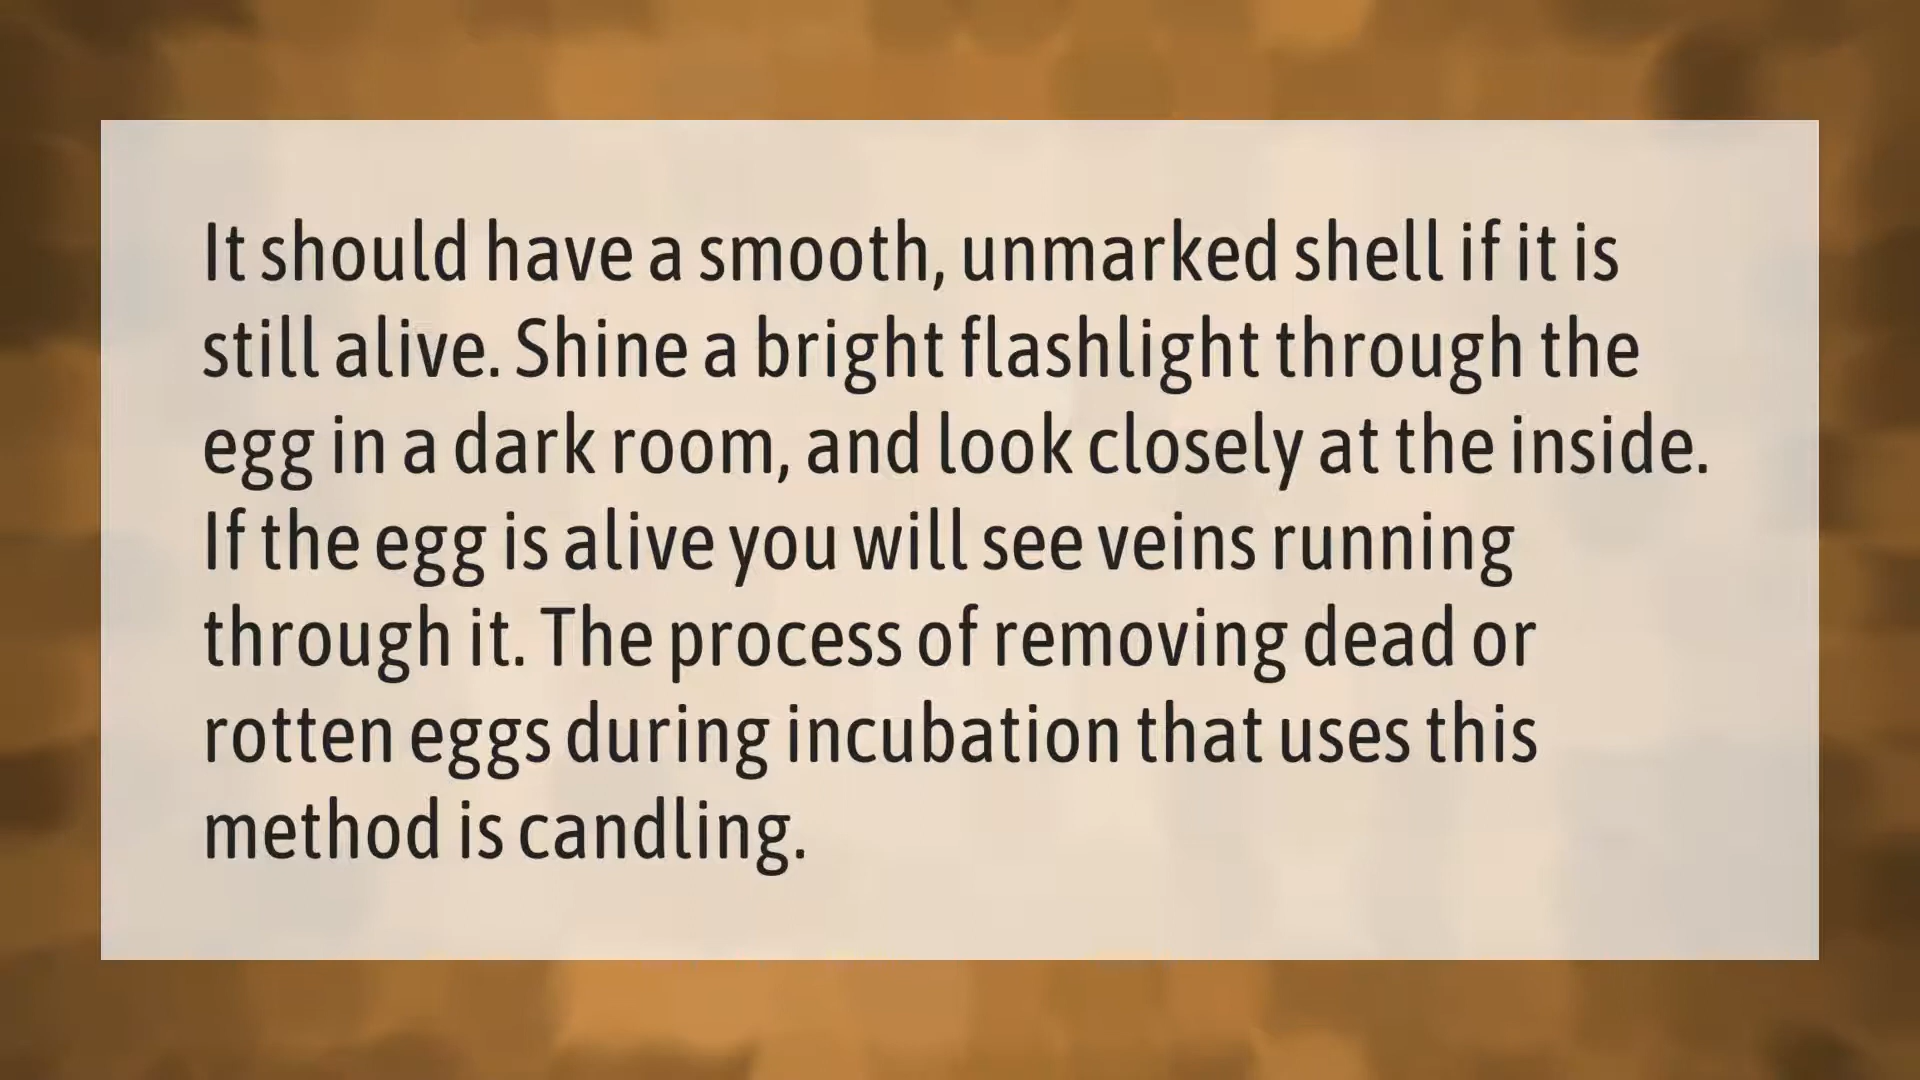 It should have a smooth, unmarked shell if it is
still alive. Shine a bright flashlight through the
egg in a dark room, and look closely at the inside.
If the egg is alive you will see veins running
through it. The process of removing dead or
rotten eggs during incubation that uses this
method is candling.